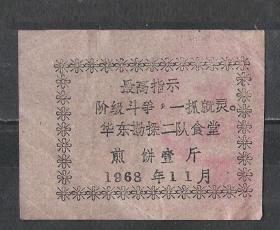 最高指示
阶级斗争，一抓就灵。
华东勘探二队食堂
煎饼壹斤
1968年11月